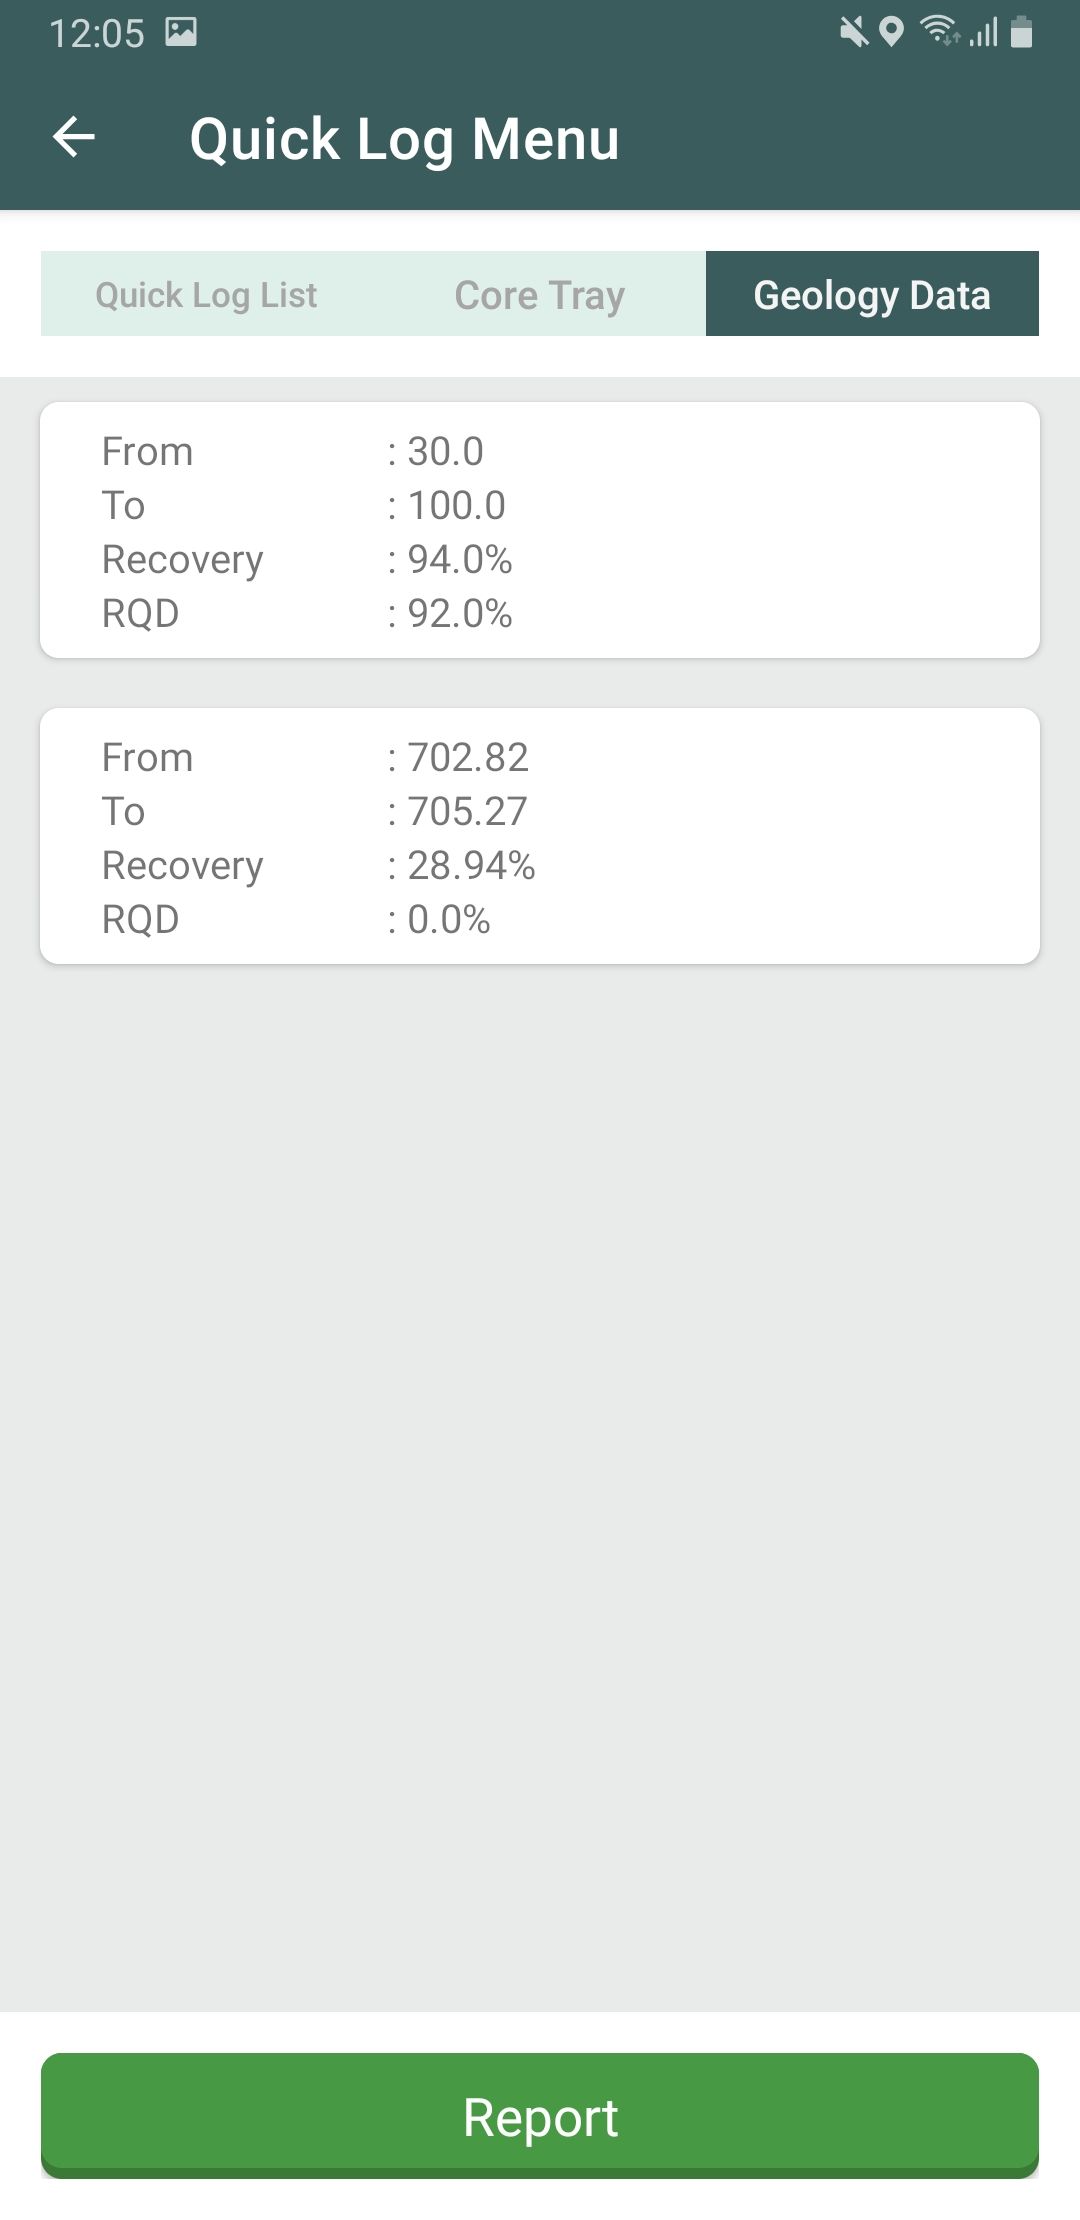 12:05
Quick Log Menu
Quick Log List Core Tray Geology Data
From : 30.0
To : 100.0
Recovery : 94.0%
RQD : 92.0%
From : 702.82
To : 705.27
Recovery : 28.94%
RQD : 0.0%
Report